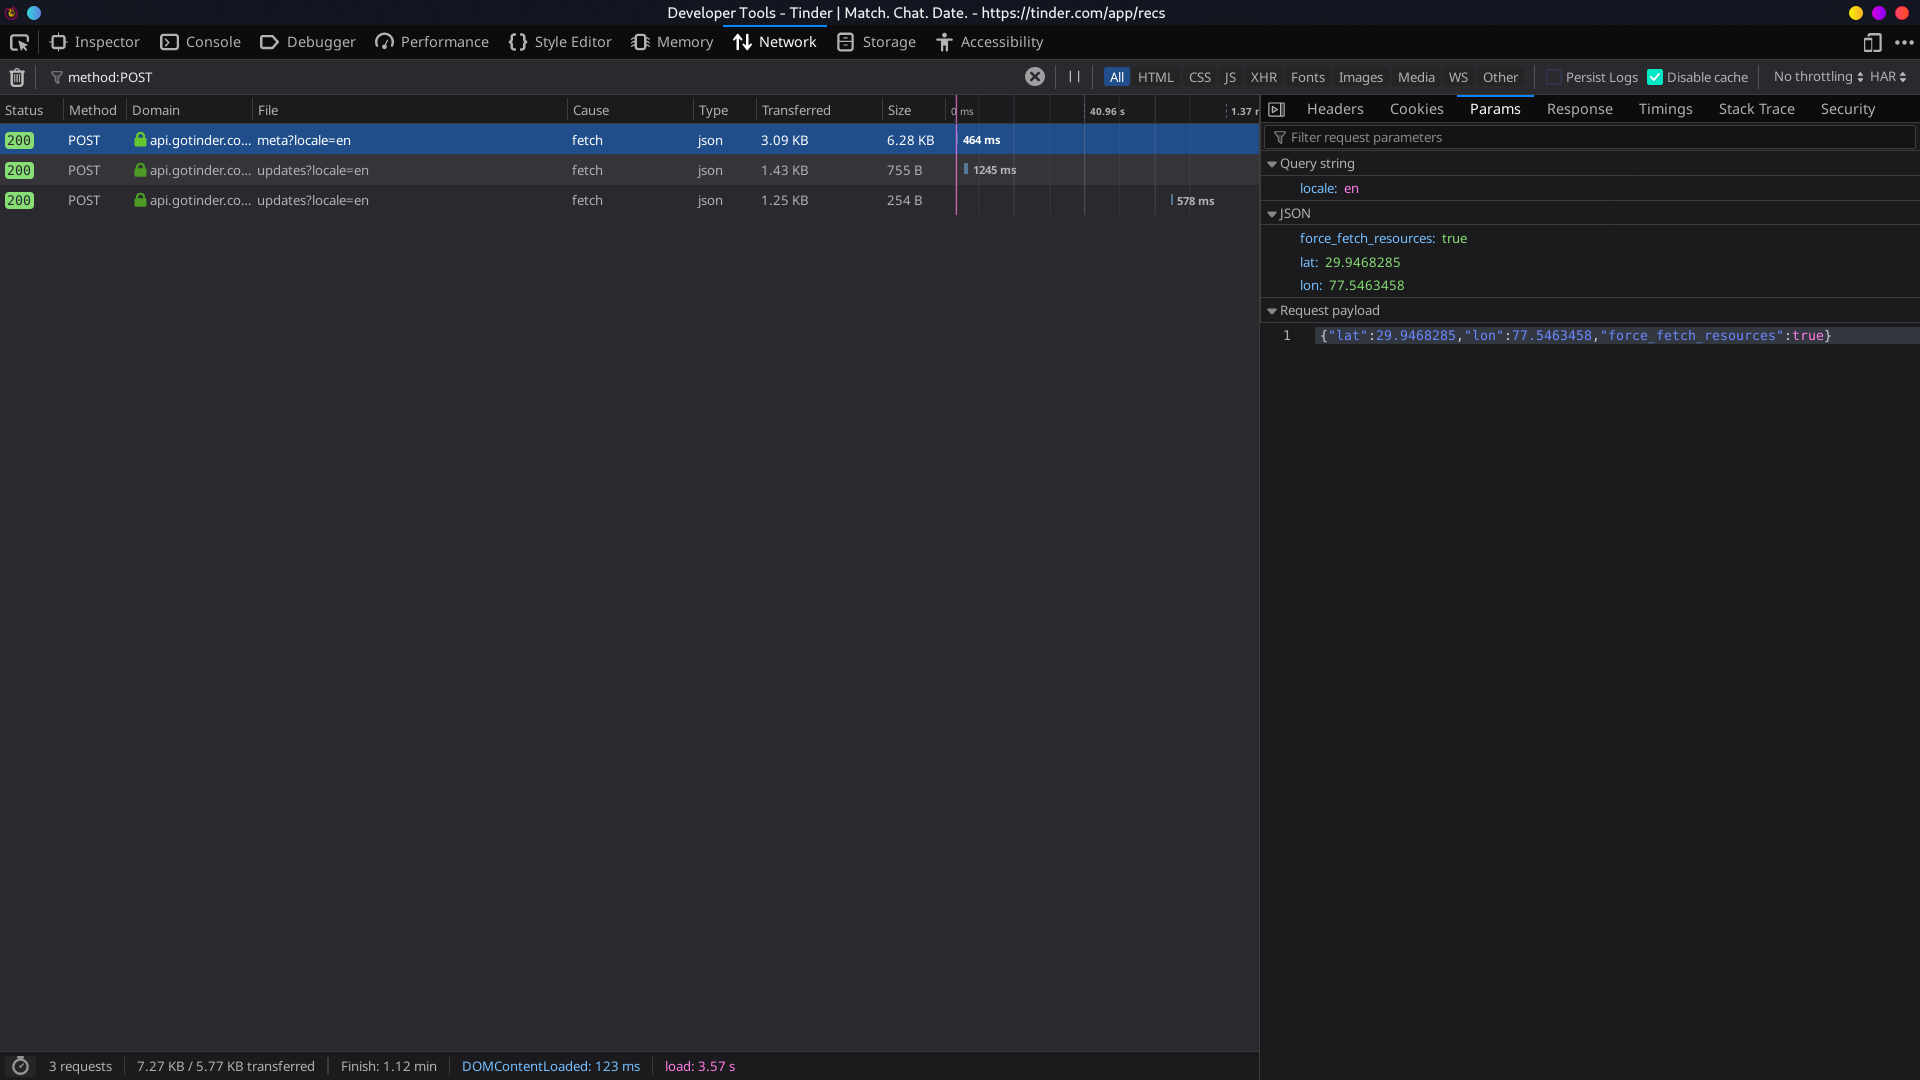 Developer Tools - Tinder | Match. Chat. Date. - https://tinder.com/app/recs
Inspector Console Debugger Performance Style Editor Memory Network Storage Accessibility
method:POST All HTML CSS JS XHR Fonts Images Media WS Other Persist Logs Disable cache No throttling HAR
Status Method Domain File Cause Type Transferred Size 0 ms 40.96 s 1.37
200 POST api.gotinder.co... meta?locale=en fetch json 3.09 KB 6.28 KB 464 ms
200 POST api.gotinder.co... updates?locale=en fetch json 1.43 KB 755 B 1245 ms
200 POST api.gotinder.co... updates?locale=en fetch json 1.25 KB 254 B 578 ms
Headers Cookies Params Response Timings Stack Trace Security
Filter request parameters
Query string
locale: en
JSON
force_fetch_resources: true
lat: 29.9468285
lon: 77.5463458
Request payload
1 {"lat":29.9468285,"lon":77.5463458,"force_fetch_resources":true}
3 requests 7.27 KB / 5.77 KB transferred Finish: 1.12 min DOMContentLoaded: 123 ms load: 3.57 s